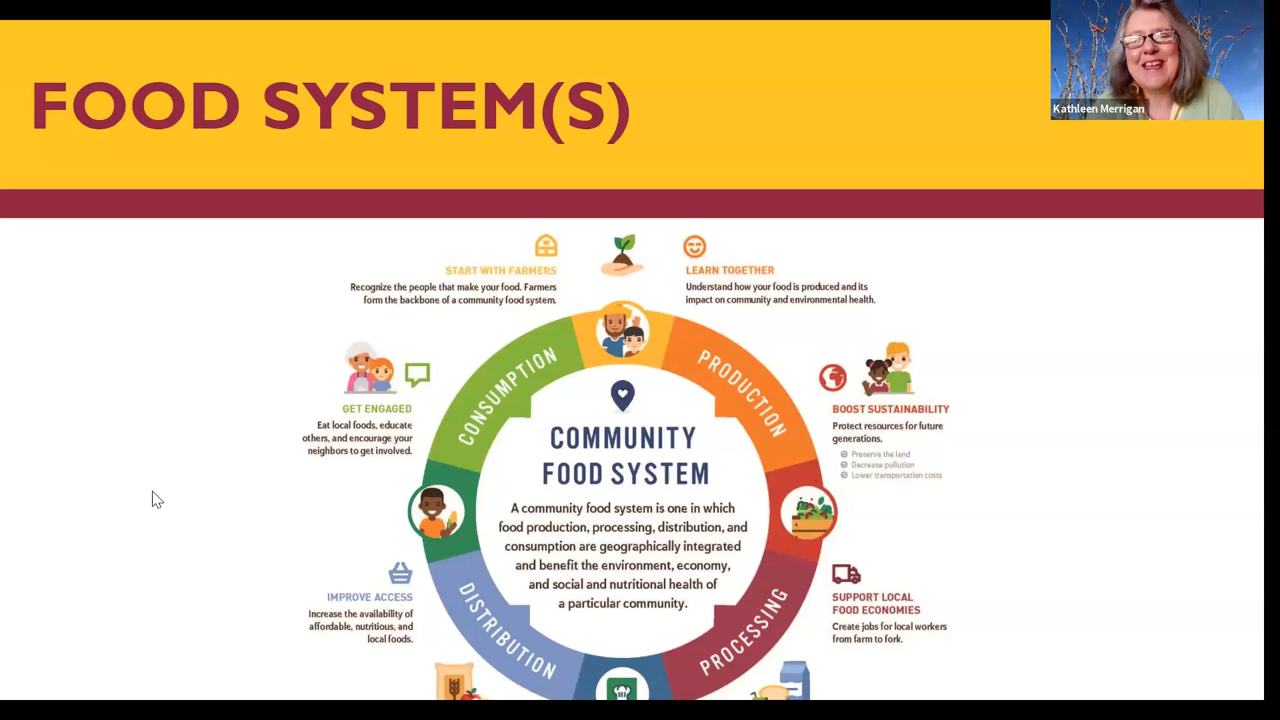 FOOD SYSTEM(S)
Kathleen Merrigan
START WITH FARMERS
Recognize the people that make your food. Farmers
form the backbone of a community food system.
LEARN TOGETHER
Understand how your food is produced and its
impact on community and environmental health.
CONSUMPTION
PRODUCTION
GET ENGAGED
Eat local foods, educate
others, and encourage your
neighbors to get involved.
BOOST SUSTAINABILITY
Protect resources for future
generations.
Preserve the land
Decrease pollution
Lower transportation costs
COMMUNITY
FOOD SYSTEM
A community food system is one in which
food production, processing, distribution, and
consumption are geographically integrated
and benefit the environment, economy,
and social and nutritional health of
a particular community.
IMPROVE ACCESS
Increase the availability of
affordable, nutritious, and
local foods.
DISTRIBUTION
PROCESSING
SUPPORT LOCAL
FOOD ECONOMIES
Create jobs for local workers
from farm to fork.